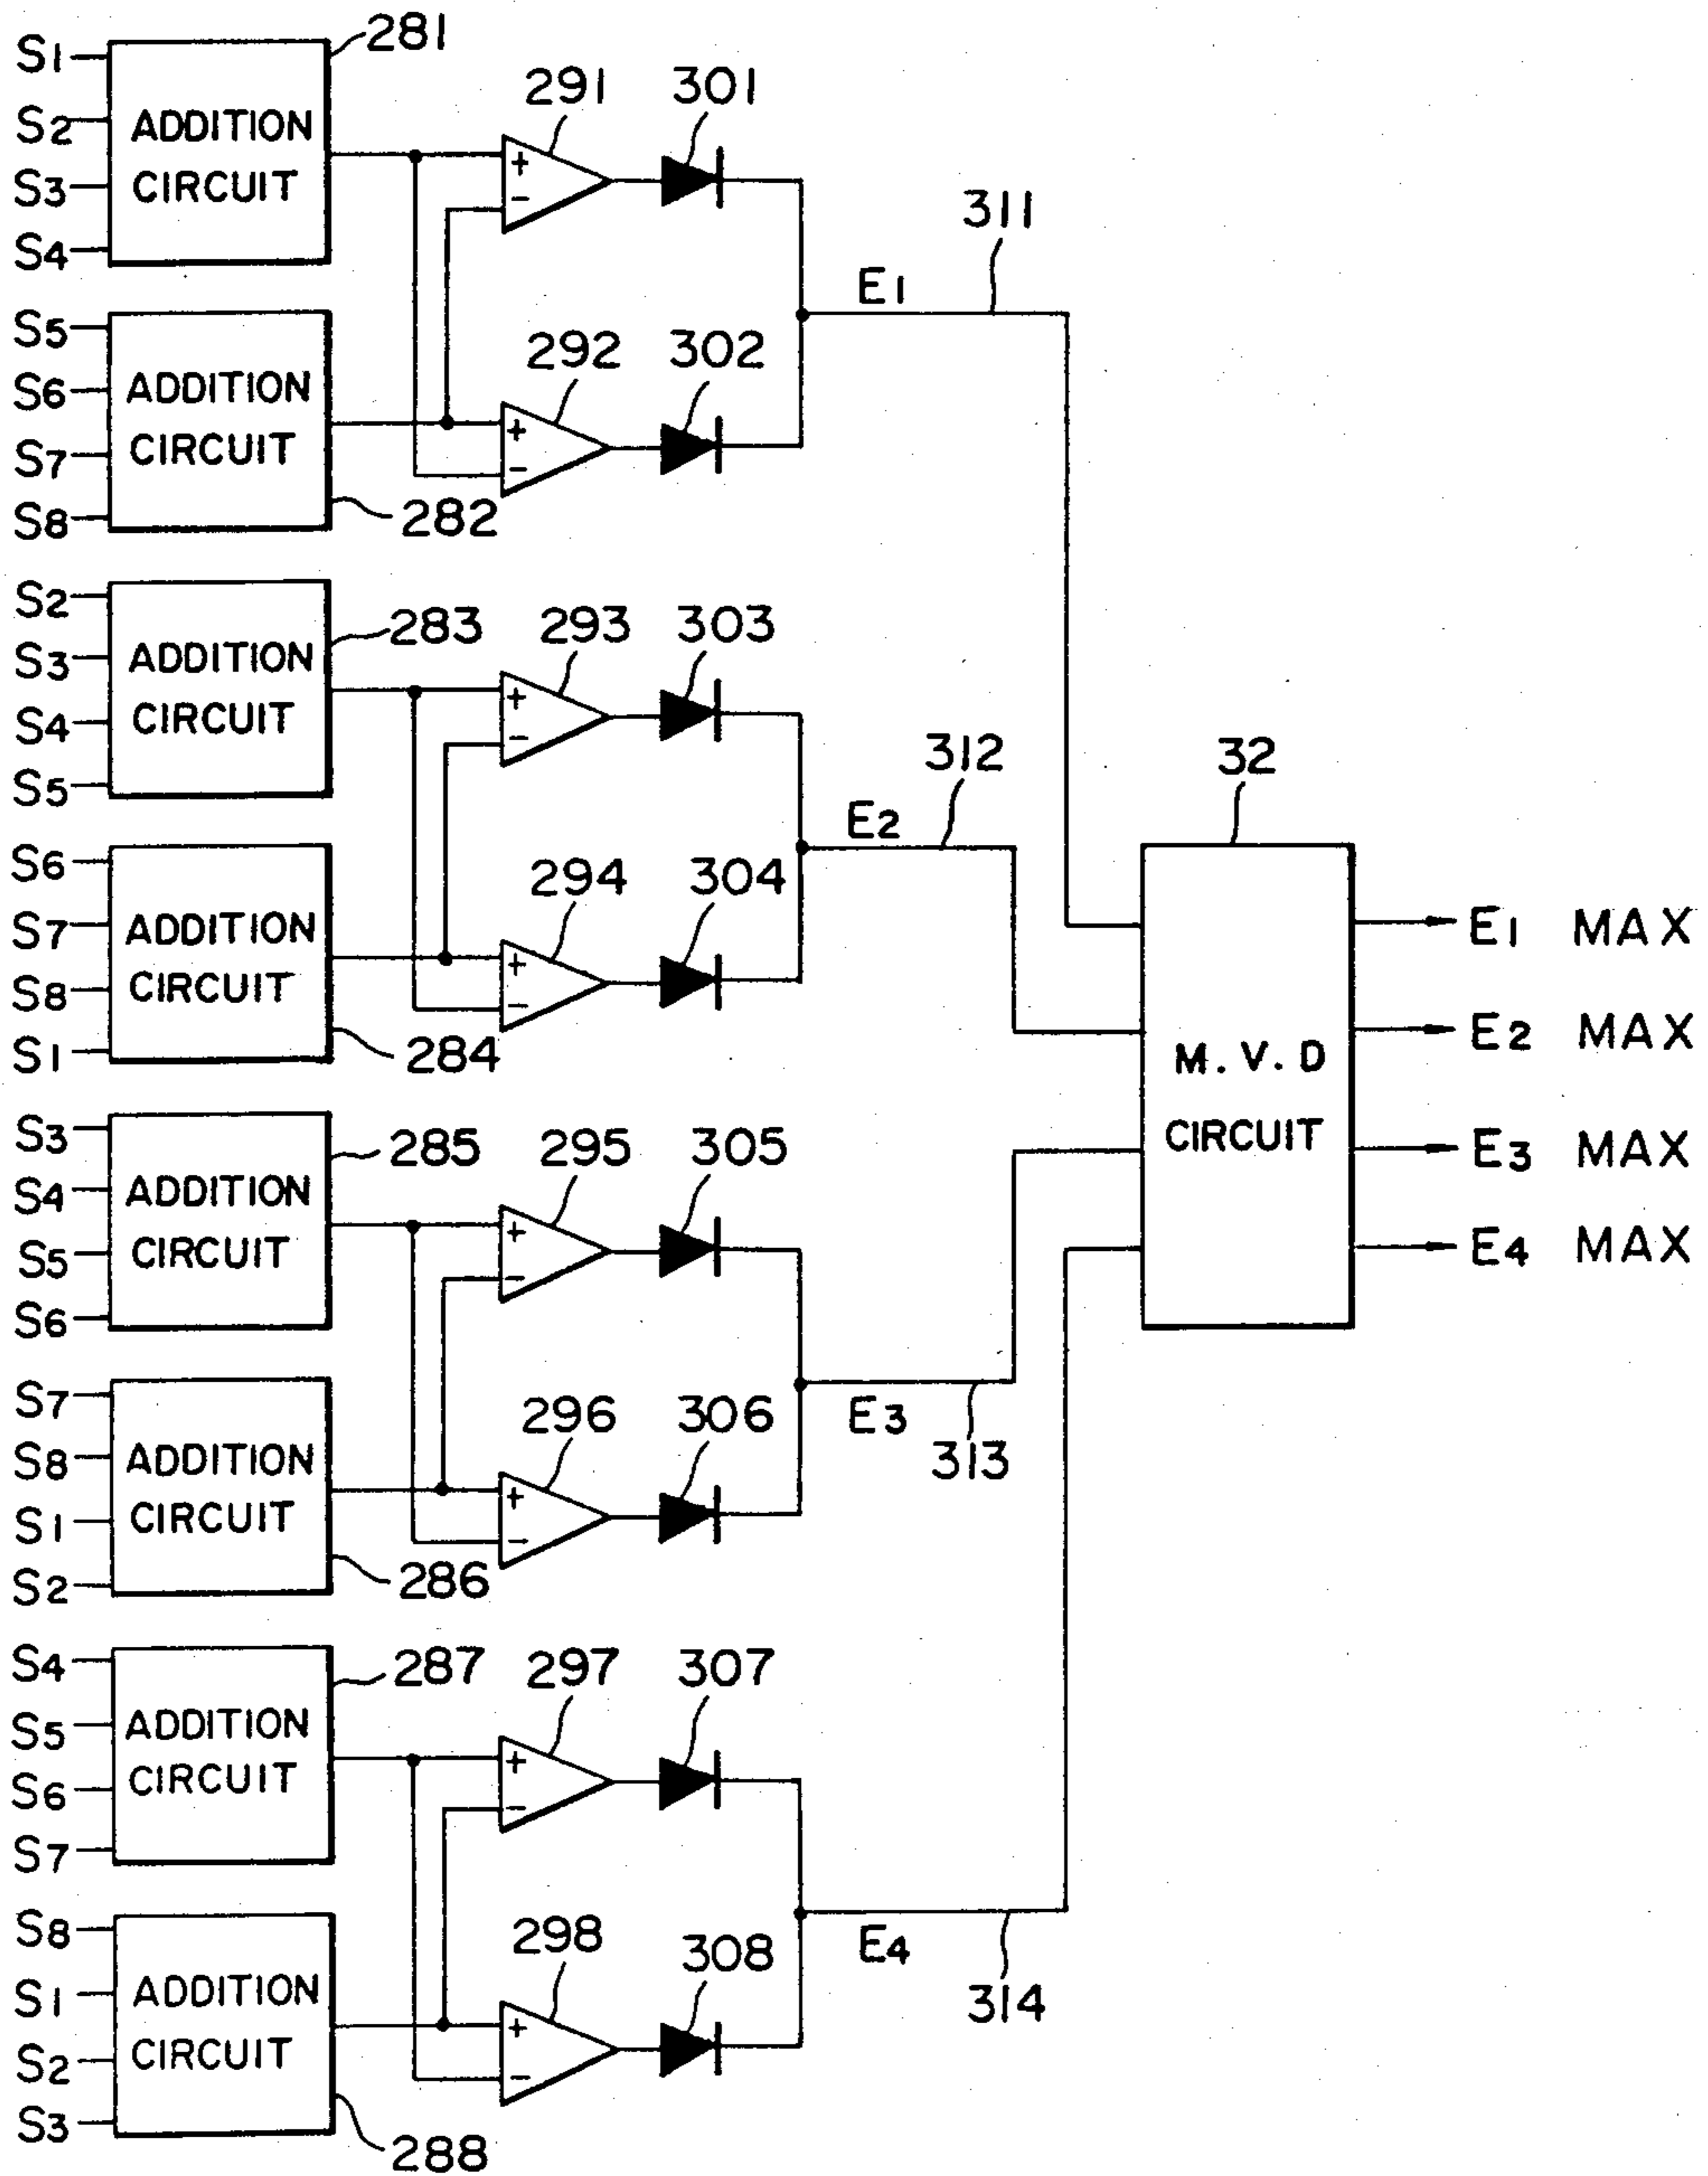 S1
S2
S3
S4
ADDITION
CIRCUIT
281
291
301
S5
S6
S7
S8
ADDITION
CIRCUIT
282
292
302
E1
311
S2
S3
S4
S5
ADDITION
CIRCUIT
283
293
303
S6
S7
S8
S1
ADDITION
CIRCUIT
284
294
304
E2
312
S3
S4
S5
S6
ADDITION
CIRCUIT
285
295
305
S7
S8
S1
S2
ADDITION
CIRCUIT
286
296
306
E3
313
S4
S5
S6
S7
ADDITION
CIRCUIT
287
297
307
S8
S1
S2
S3
ADDITION
CIRCUIT
288
298
308
E4
314
32
M.V.D
CIRCUIT
E1 MAX
E2 MAX
E3 MAX
E4 MAX
+
−
+
−
+
−
+
−
+
−
+
−
+
−
+
−